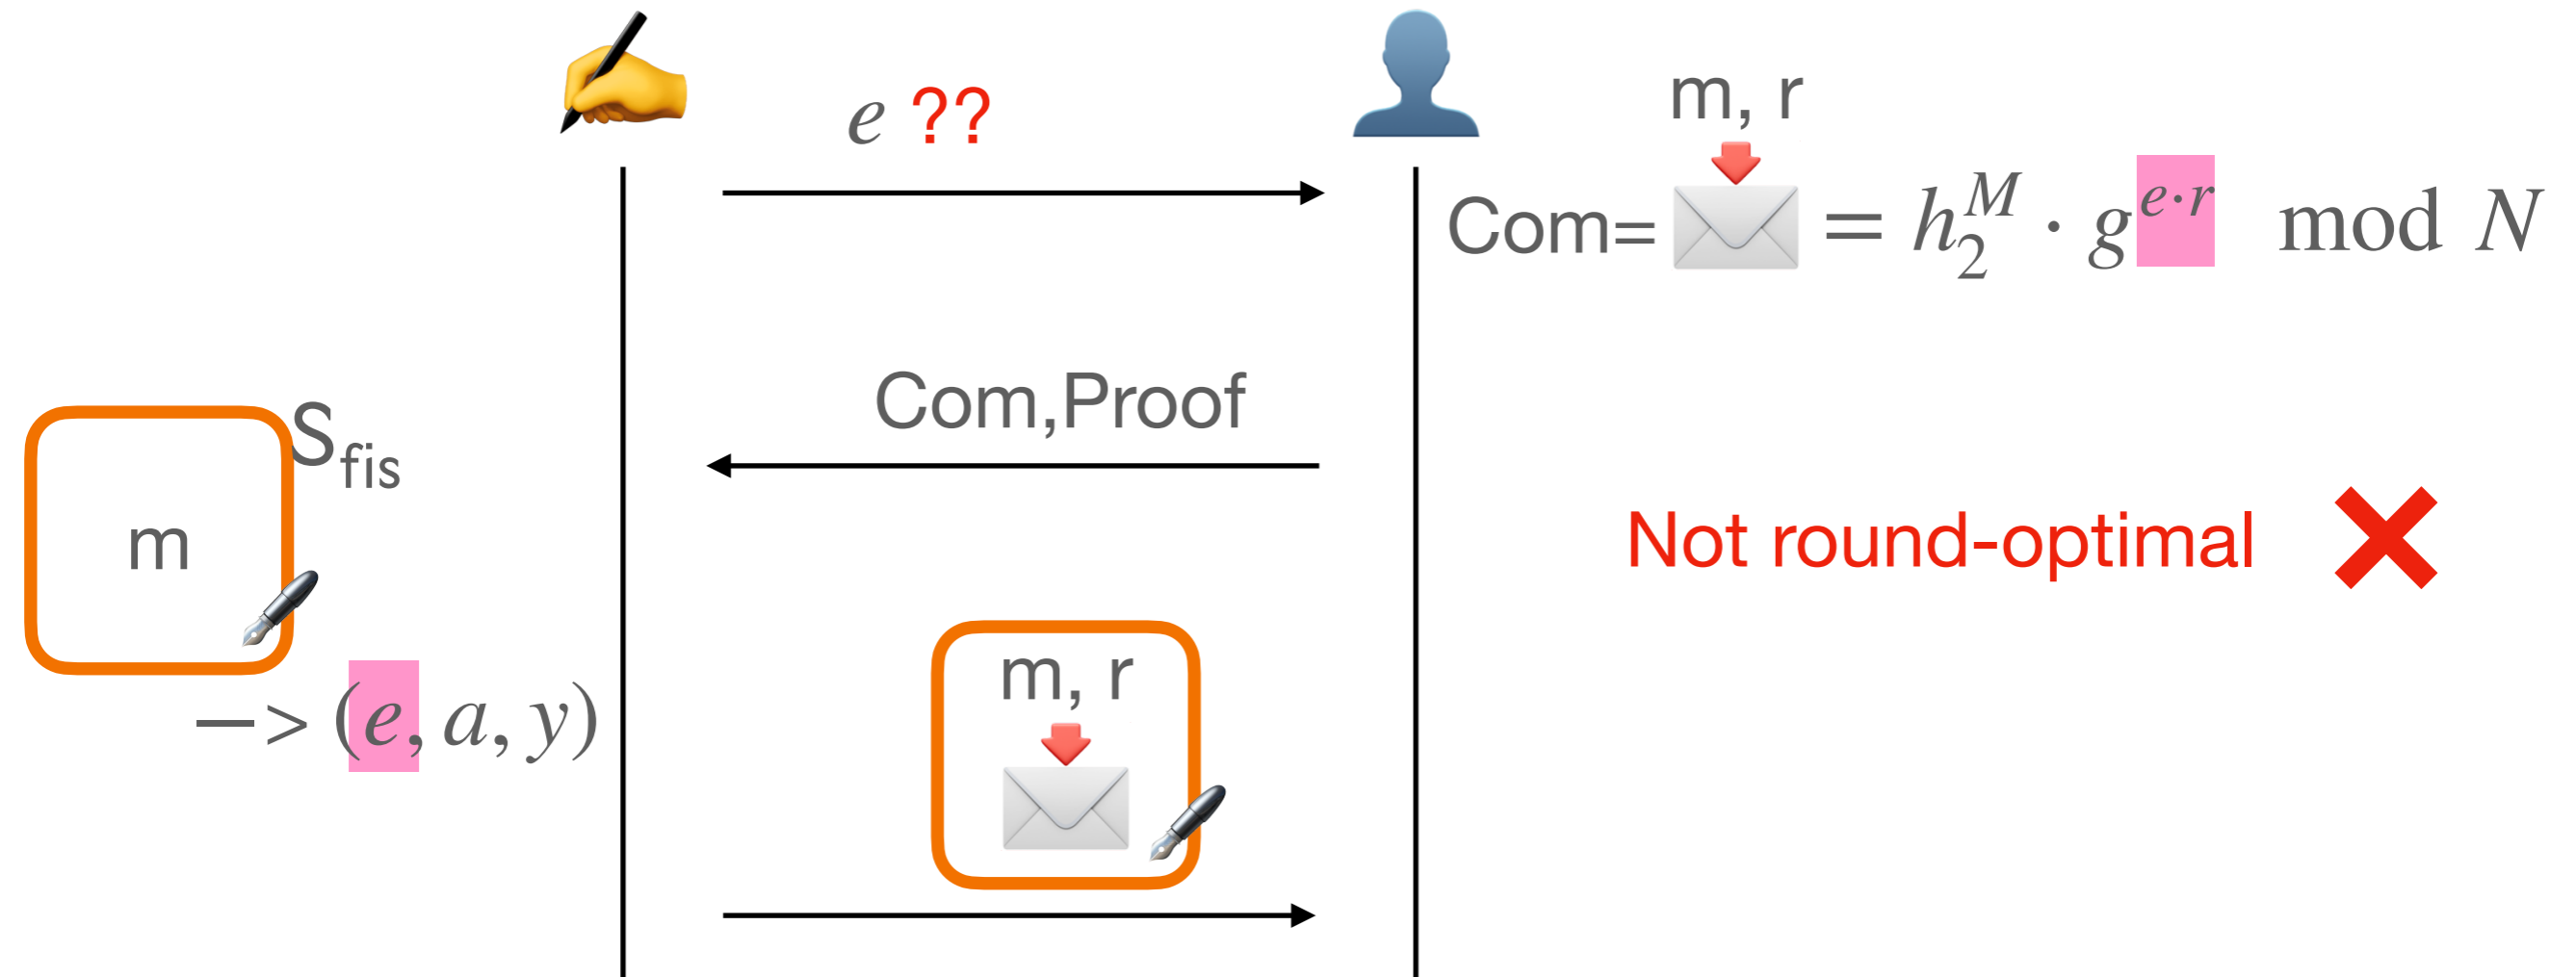 e ??
m, r
Com= = h_2^M · g^{e·r} mod N
Com,Proof
S_fis
m
Not round-optimal
m, r
—> (e, a, y)